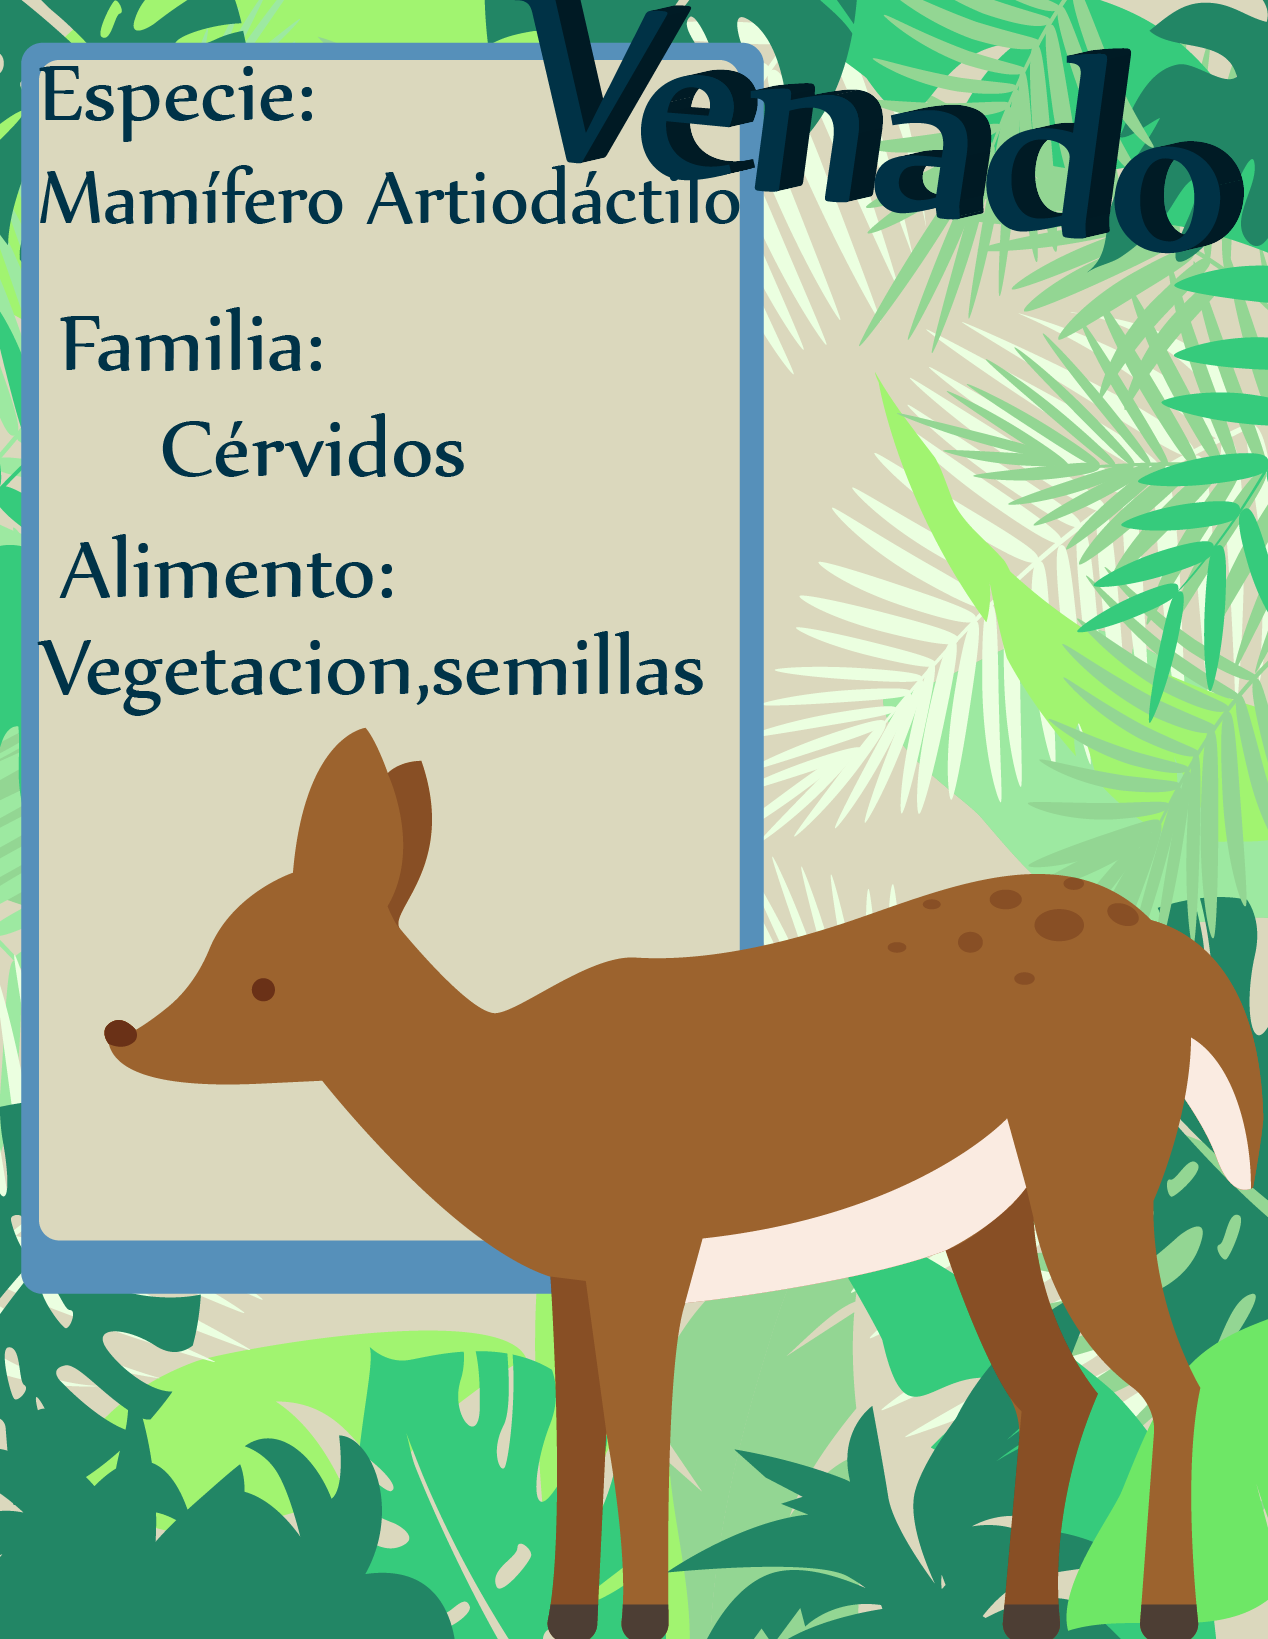 Venado
Especie:
Mamífero Artiodáctilo
Familia:
Cérvidos
Alimento:
Vegetacion,semillas